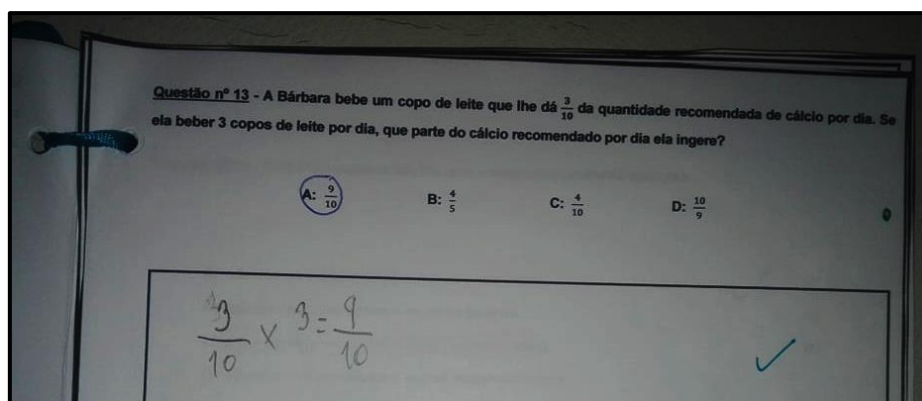 Questão nº 13 - A Bárbara bebe um copo de leite que lhe dá 3/10 da quantidade recomendada de cálcio por dia. Se
ela beber 3 copos de leite por dia, que parte do cálcio recomendado por dia ela ingere?
A: 9/10 B: 4/5 C: 4/10 D: 10/9
3/10 x 3 = 9/10